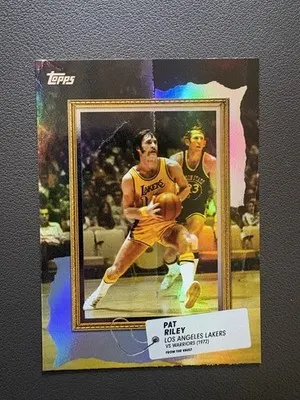 Topps
LAKERS
PAT
RILEY
LOS ANGELES LAKERS
VS WARRIORS (1972)
FROM THE VAULT